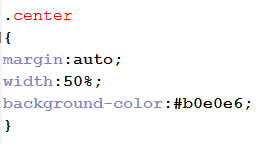 .center
{
margin:auto;
width:50%;
background-color:#b0e0e6;
}